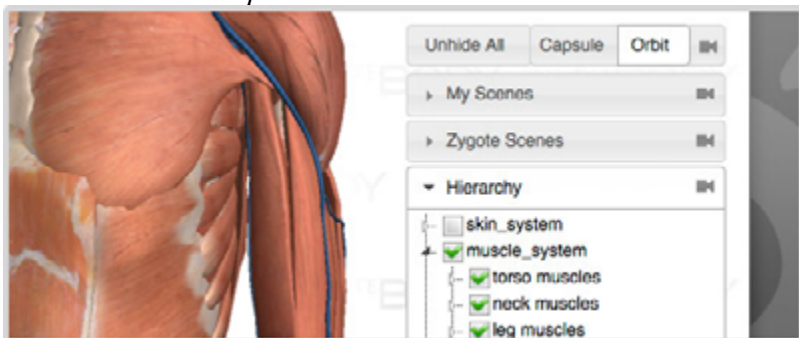 Unhide All Capsule Orbit
My Scenes
Zygote Scenes
Hierarchy
skin_system
muscle_system
torso muscles
neck muscles
leg muscles